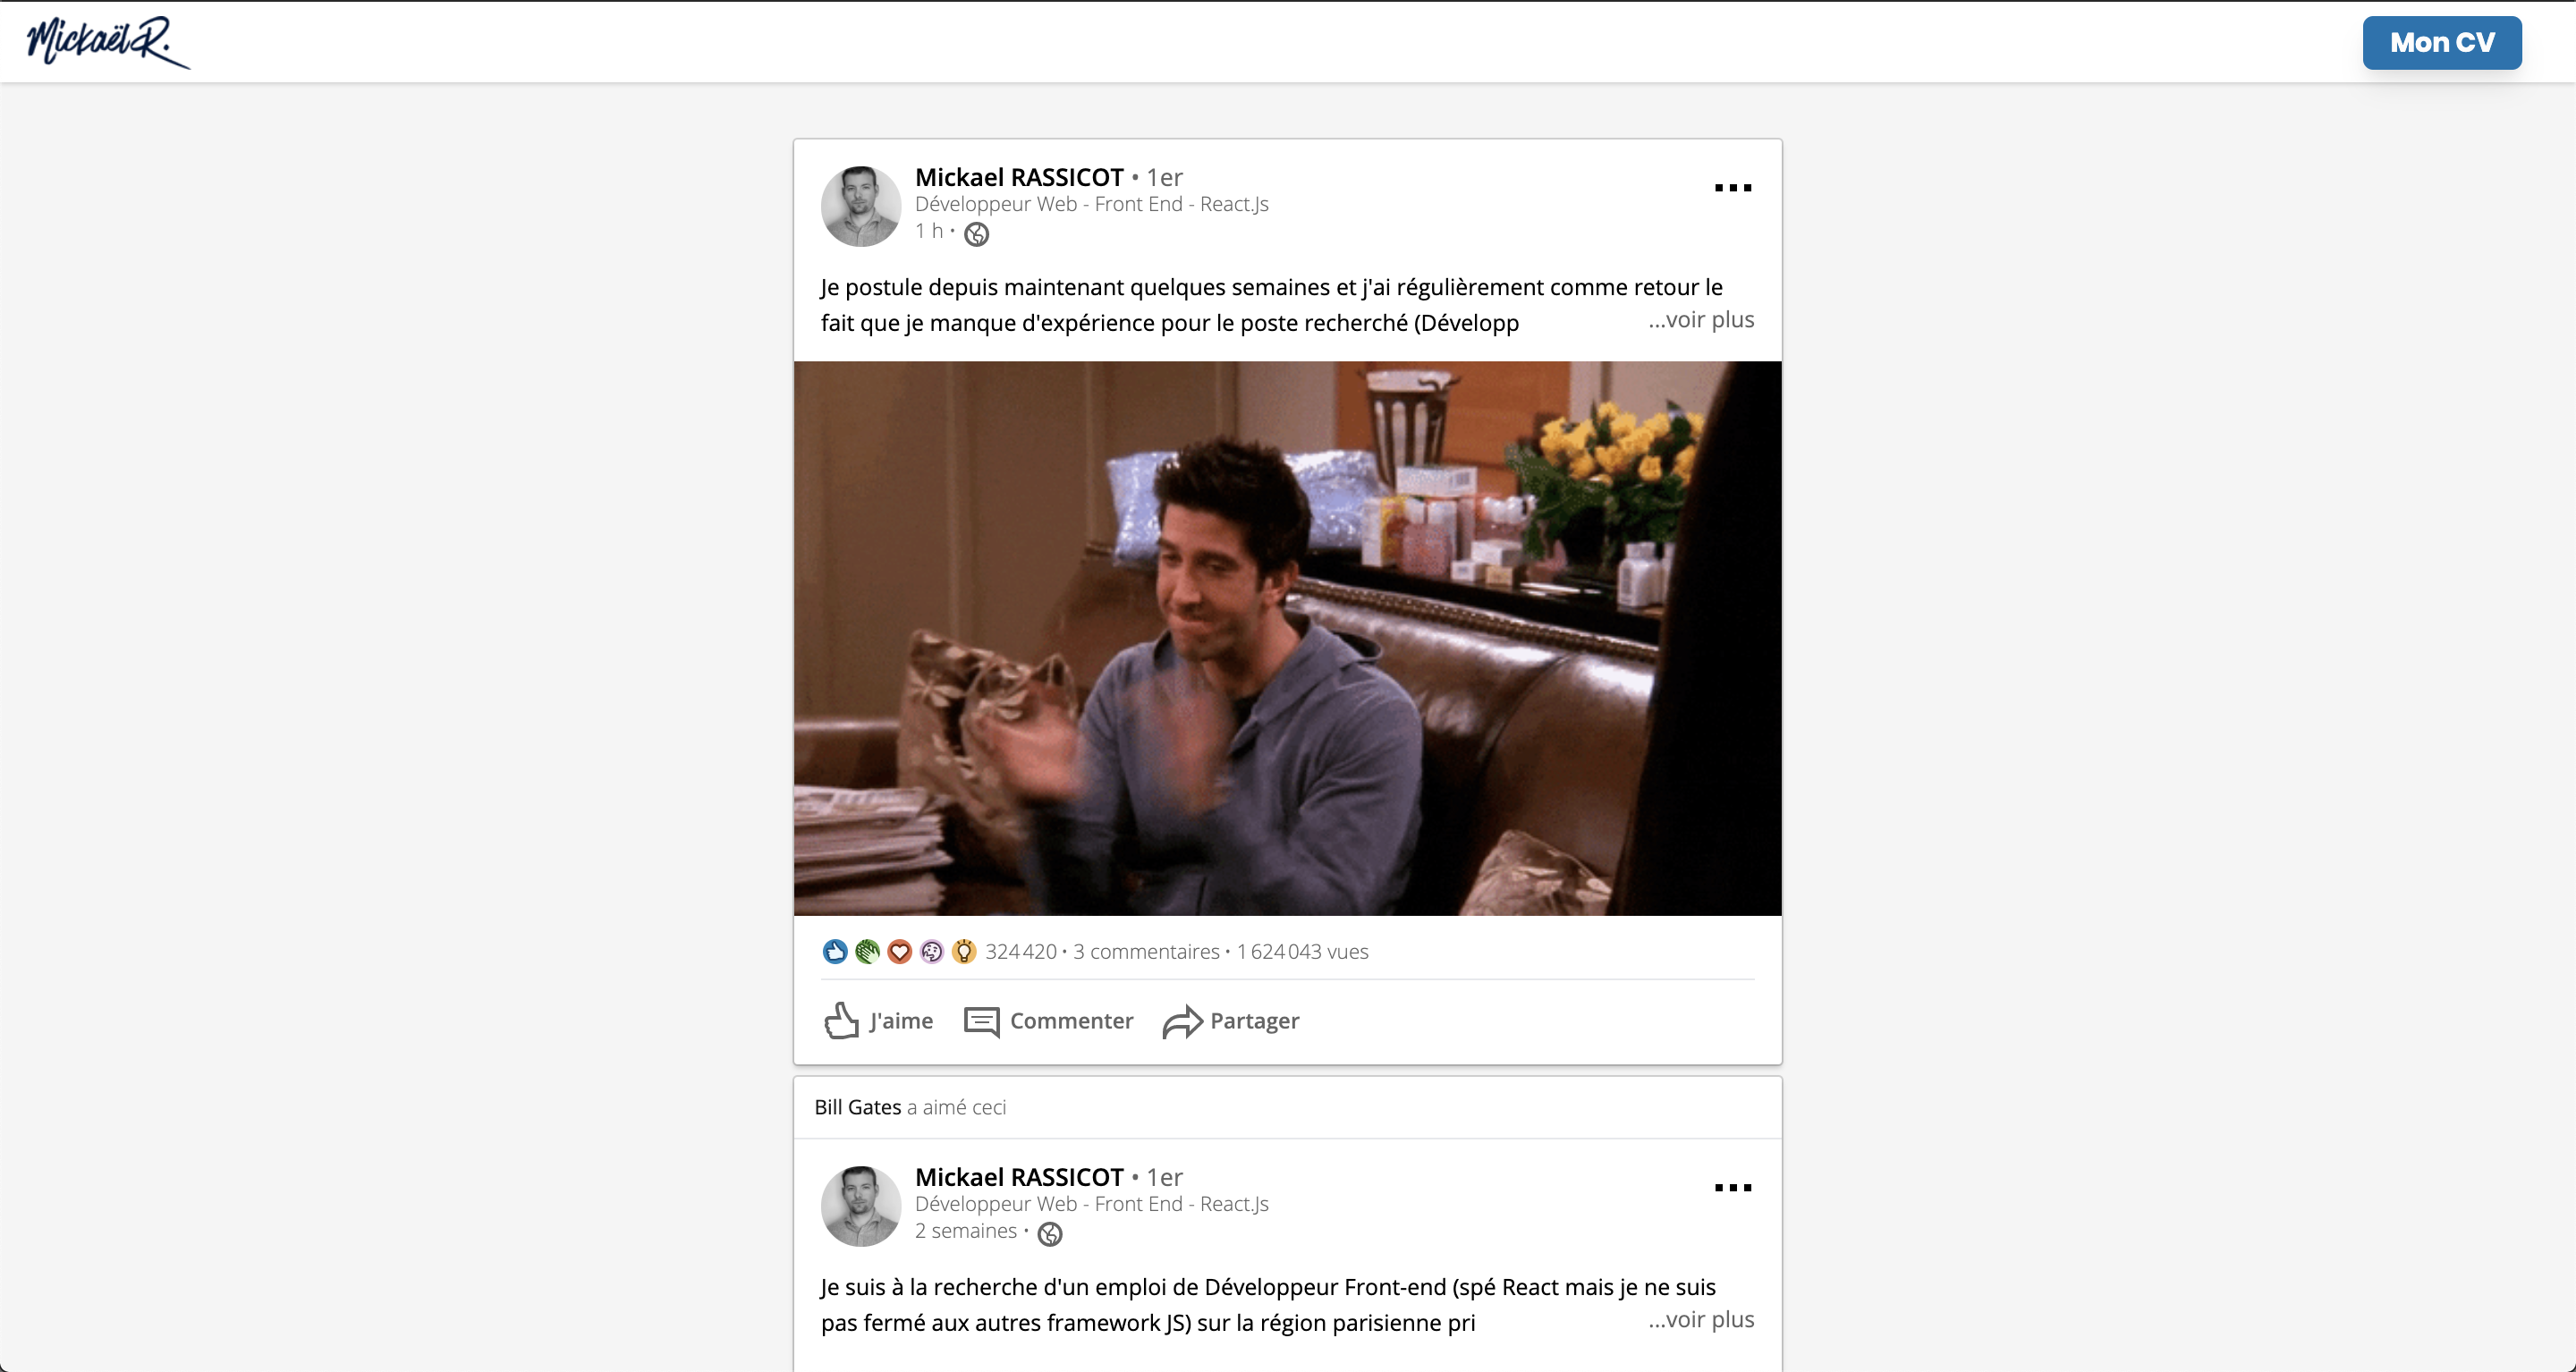 Mickaël R.
Mon CV
Mickael RASSICOT • 1er
Développeur Web - Front End - React.Js
1 h •
Je postule depuis maintenant quelques semaines et j'ai régulièrement comme retour le
fait que je manque d'expérience pour le poste recherché (Développ
...voir plus
324 420 • 3 commentaires • 1 624 043 vues
J'aime
Commenter
Partager
Bill Gates a aimé ceci
Mickael RASSICOT • 1er
Développeur Web - Front End - React.Js
2 semaines •
Je suis à la recherche d'un emploi de Développeur Front-end (spé React mais je ne suis
pas fermé aux autres framework JS) sur la région parisienne pri
...voir plus